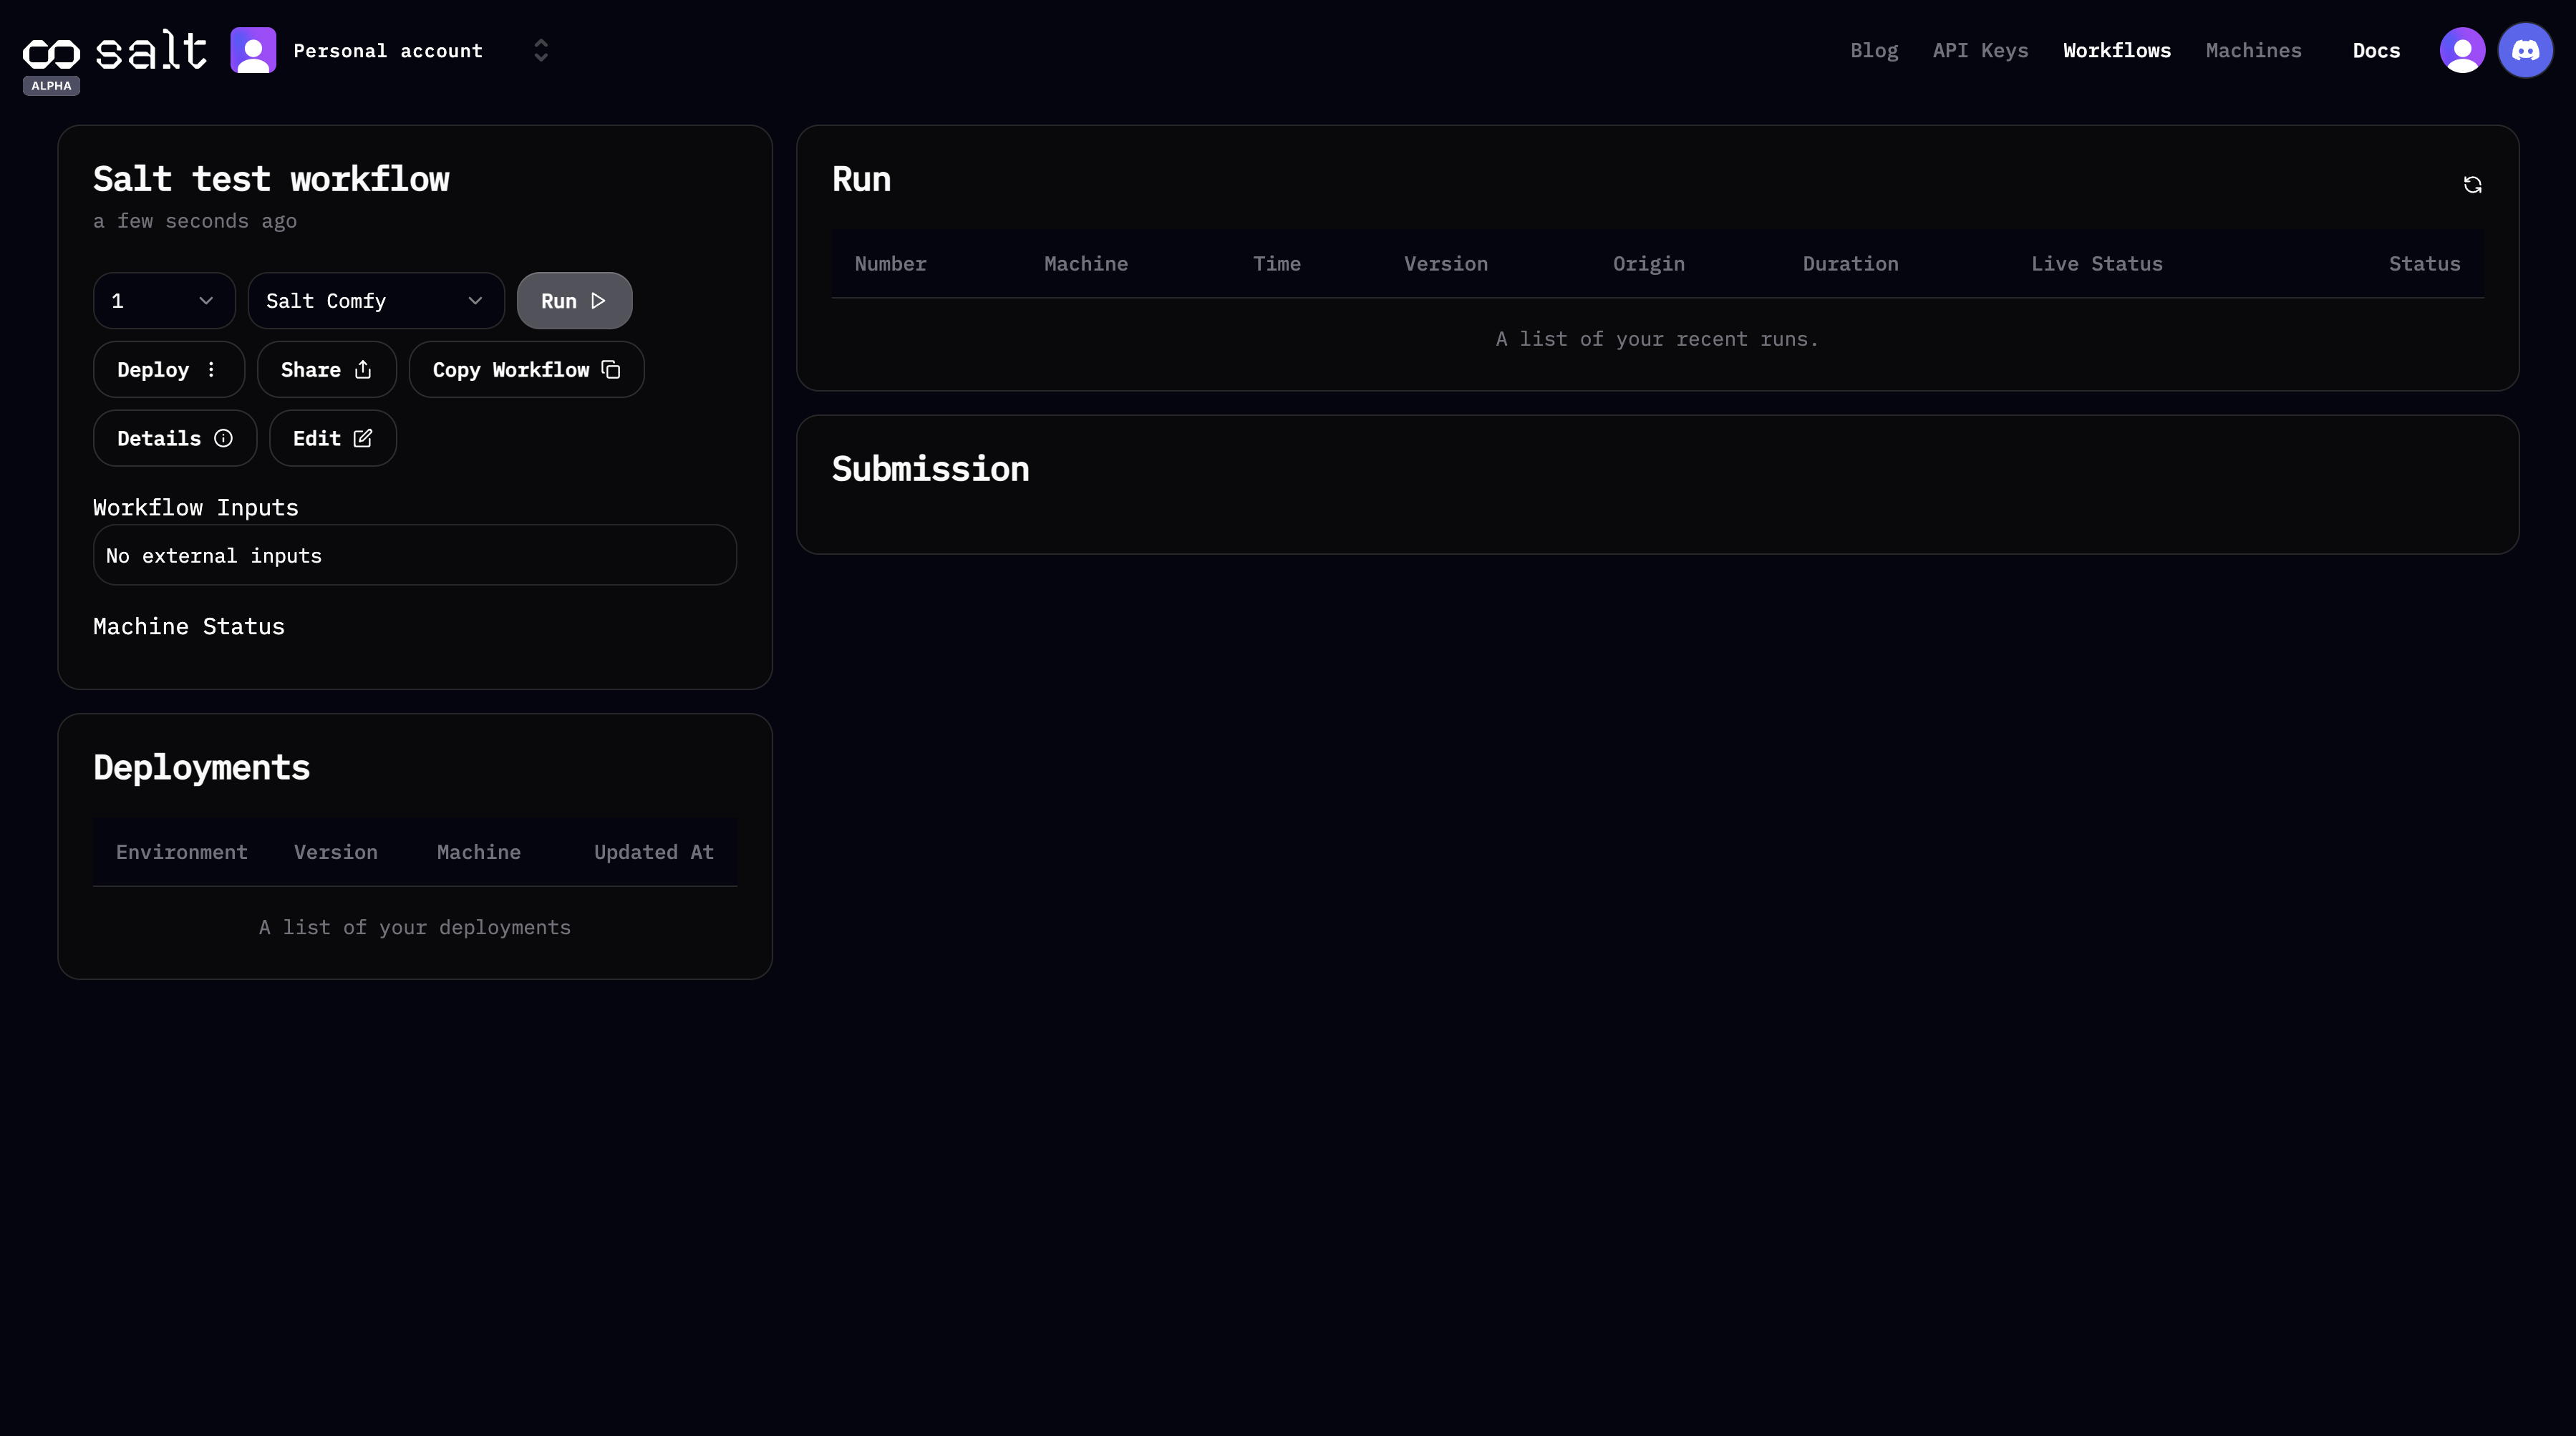 salt
ALPHA
Personal account
Blog API Keys Workflows Machines Docs
Salt test workflow
a few seconds ago
1 Salt Comfy Run
Deploy Share Copy Workflow
Details Edit
Workflow Inputs
No external inputs
Machine Status
Deployments
Environment Version Machine Updated At
A list of your deployments
Run
Number Machine Time Version Origin Duration Live Status Status
A list of your recent runs.
Submission